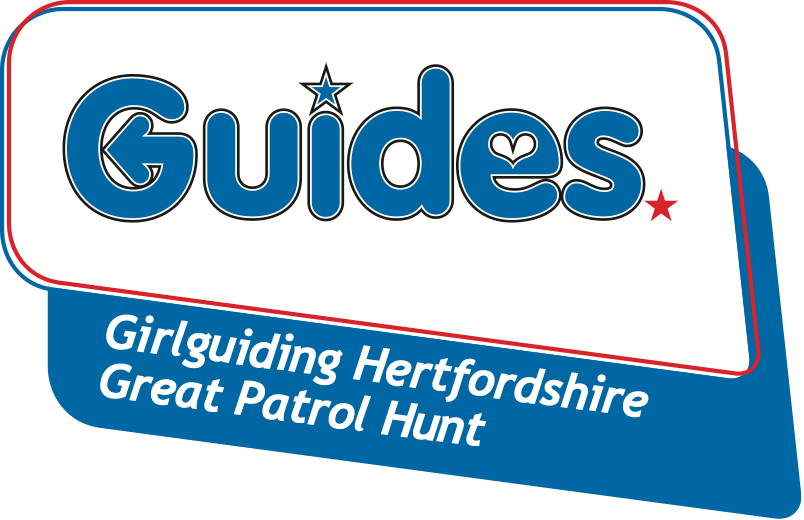 Guides
Girlguiding Hertfordshire
Great Patrol Hunt